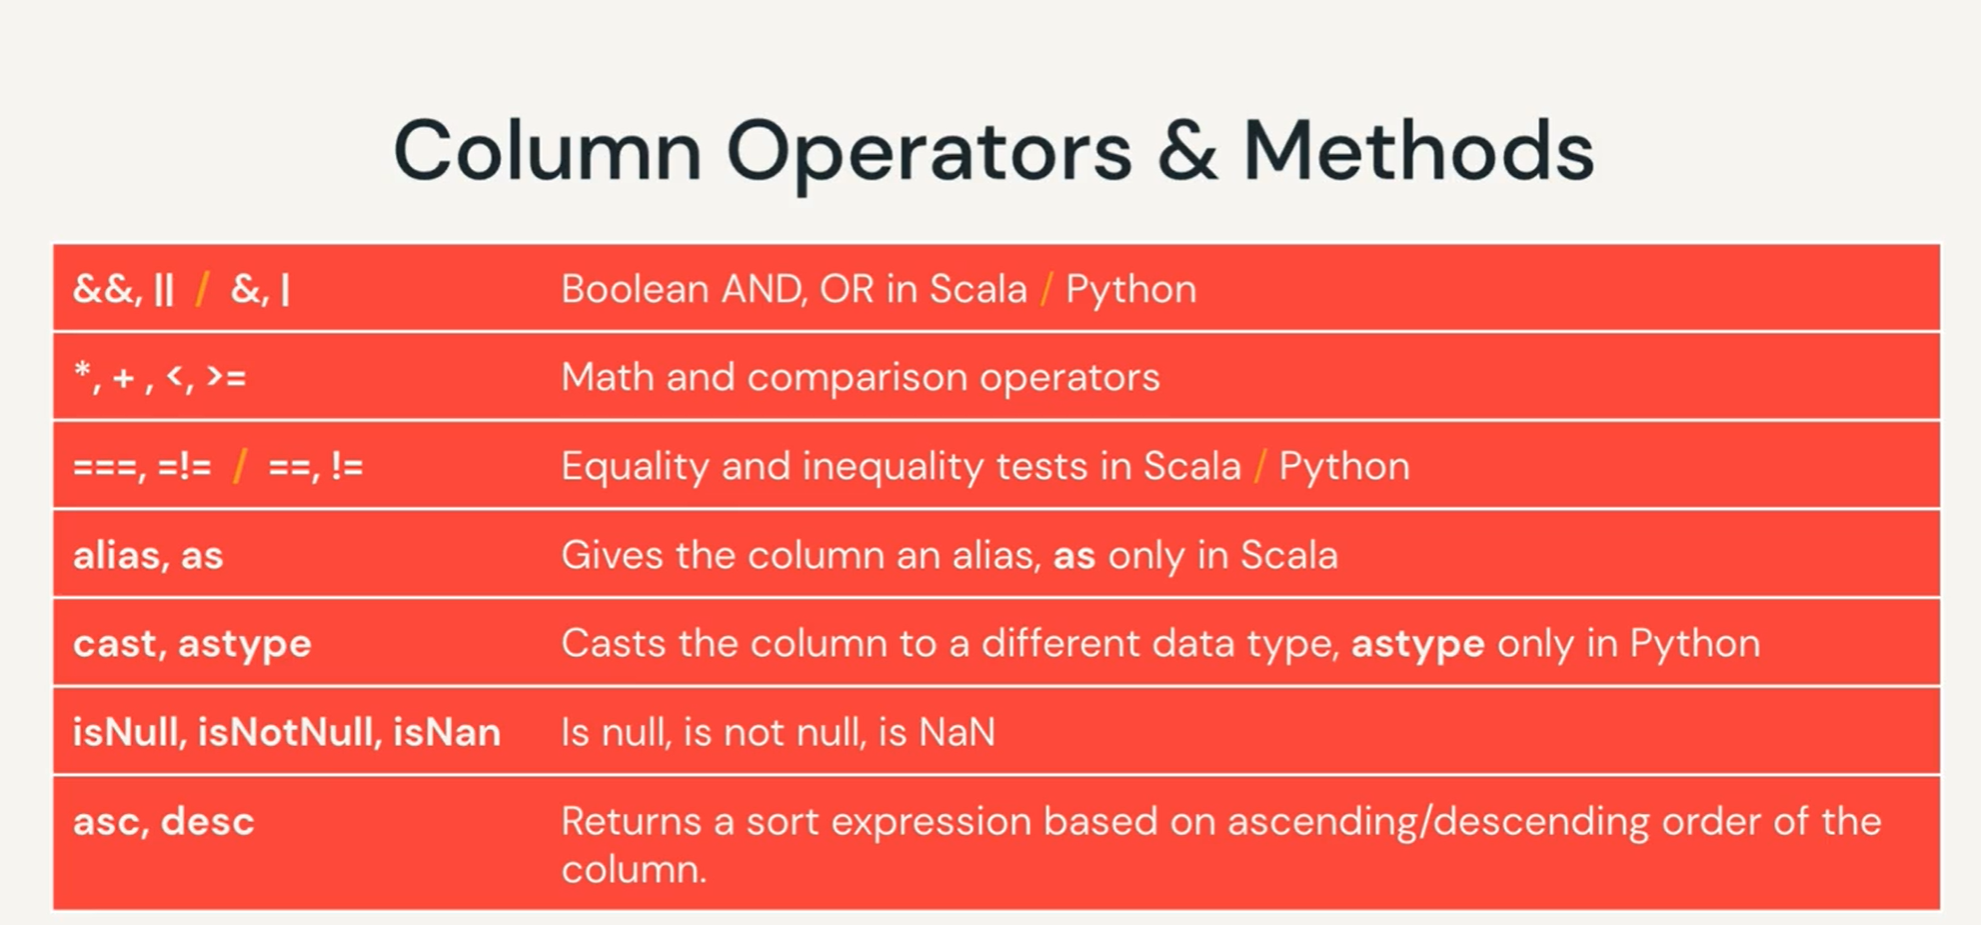 Column Operators & Methods
&&, || / &, | Boolean AND, OR in Scala / Python
*, + , <, >= Math and comparison operators
===, =!= / ==, != Equality and inequality tests in Scala / Python
alias, as Gives the column an alias, as only in Scala
cast, astype Casts the column to a different data type, astype only in Python
isNull, isNotNull, isNan Is null, is not null, is NaN
asc, desc Returns a sort expression based on ascending/descending order of the
column.